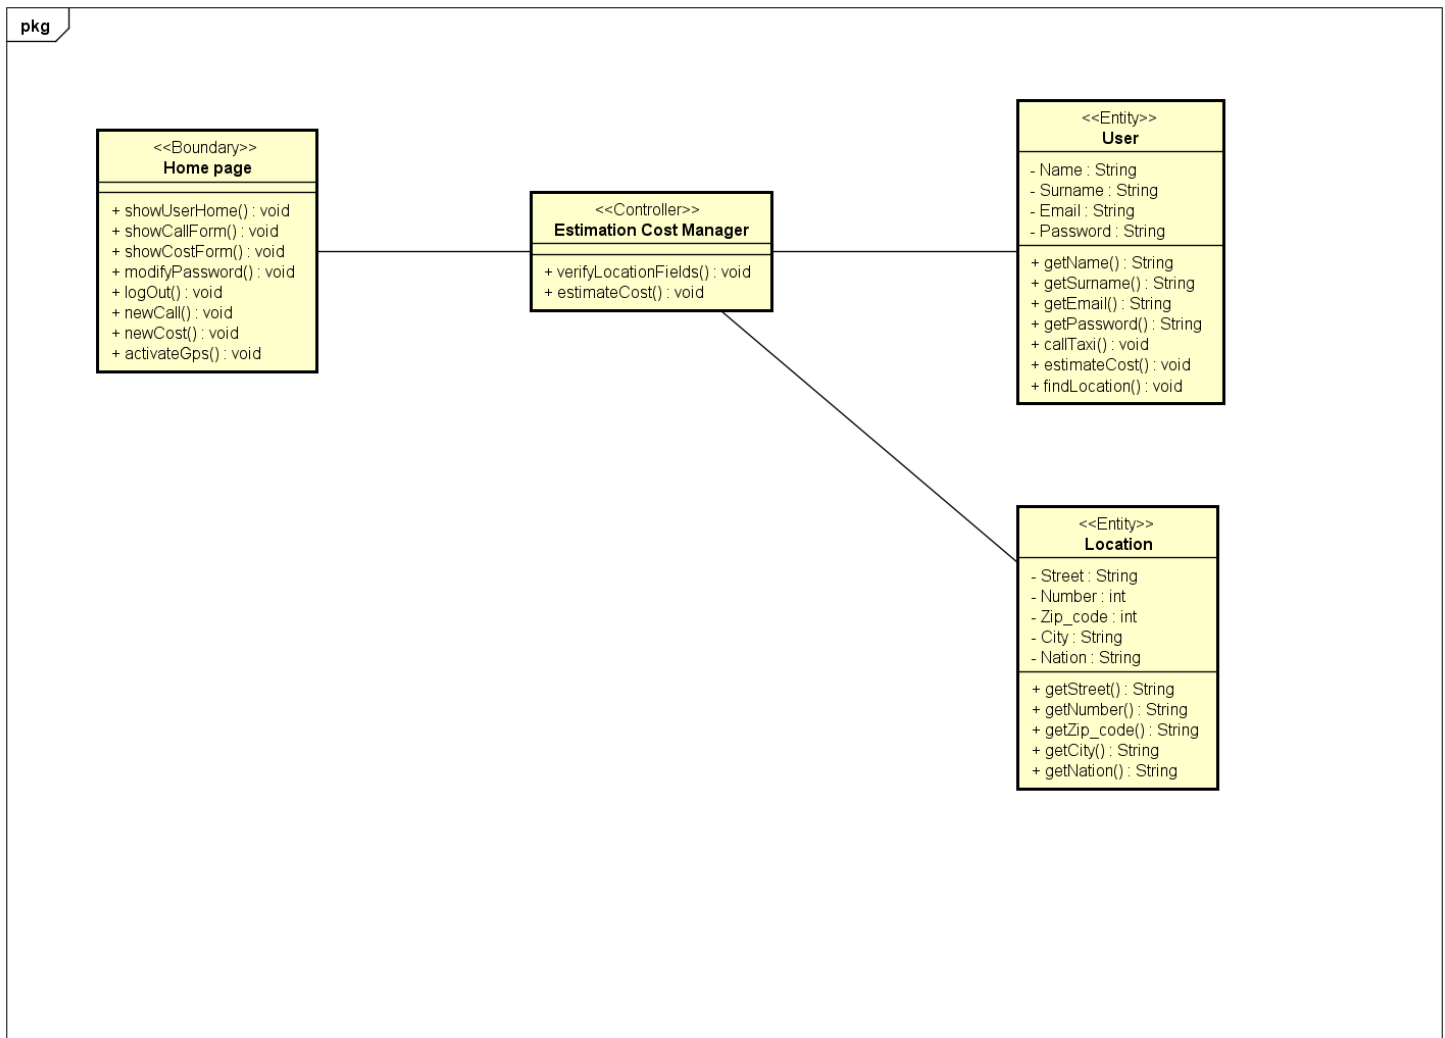 pkg
<<Boundary>>
Home page
+ showUserHome() : void
+ showCallForm() : void
+ showCostForm() : void
+ modifyPassword() : void
+ logOut() : void
+ newCall() : void
+ newCost() : void
+ activateGps() : void
<<Controller>>
Estimation Cost Manager
+ verifyLocationFields() : void
+ estimateCost() : void
<<Entity>>
User
- Name : String
- Surname : String
- Email : String
- Password : String
+ getName() : String
+ getSurname() : String
+ getEmail() : String
+ getPassword() : String
+ callTaxi() : void
+ estimateCost() : void
+ findLocation() : void
<<Entity>>
Location
- Street : String
- Number : int
- Zip_code : int
- City : String
- Nation : String
+ getStreet() : String
+ getNumber() : String
+ getZip_code() : String
+ getCity() : String
+ getNation() : String